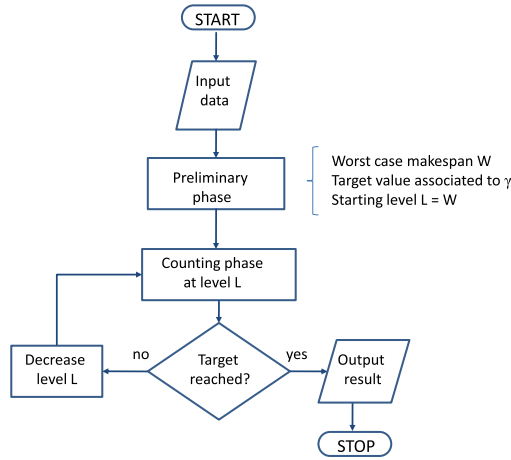 START
Input
data
Preliminary
phase
Worst case makespan W
Target value associated to γ
Starting level L = W
Counting phase
at level L
no
Target
reached?
yes
Decrease
level L
Output
result
STOP